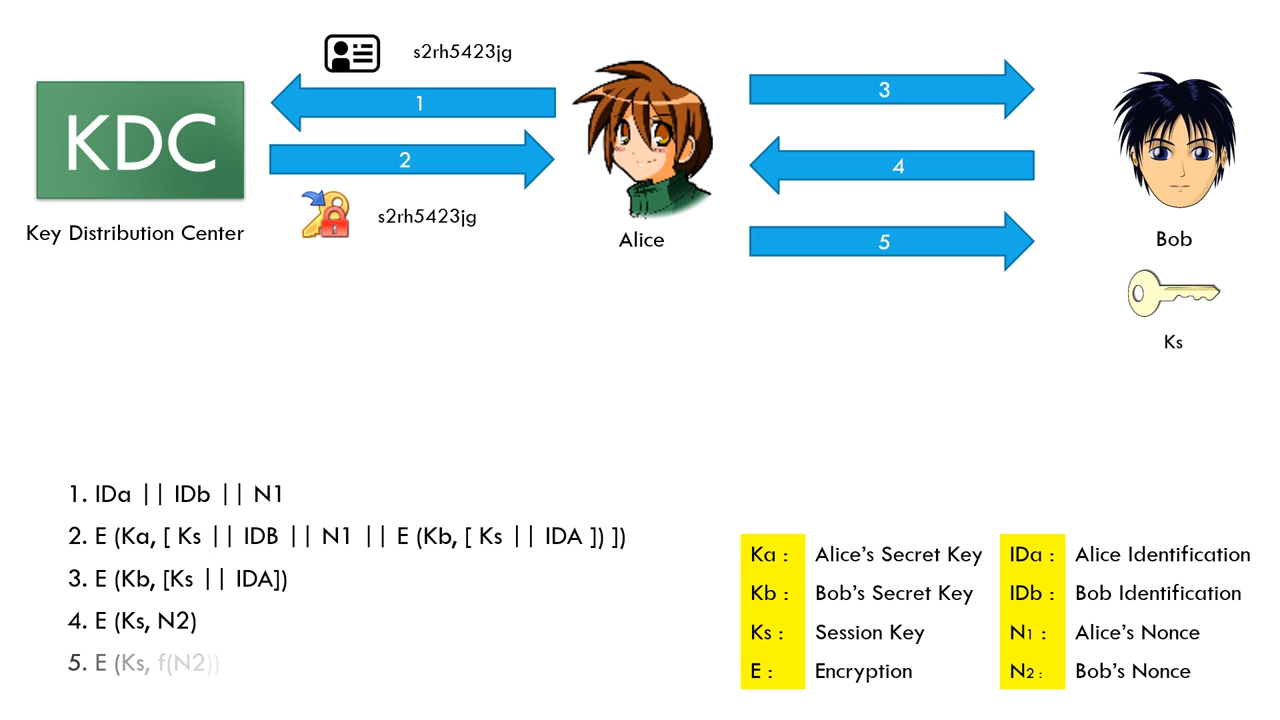 s2rh5423jg
KDC
1
2
3
4
5
s2rh5423jg
Key Distribution Center
Alice
Bob
Ks
1. IDa || IDb || N1
2. E (Ka, [ Ks || IDB || N1 || E (Kb, [ Ks || IDA ]) ])
3. E (Kb, [Ks || IDA])
4. E (Ks, N2)
5. E (Ks, f(N2))
Ka : Alice’s Secret Key IDa : Alice Identification
Kb : Bob’s Secret Key IDb : Bob Identification
Ks : Session Key N1 : Alice’s Nonce
E : Encryption N2 : Bob’s Nonce